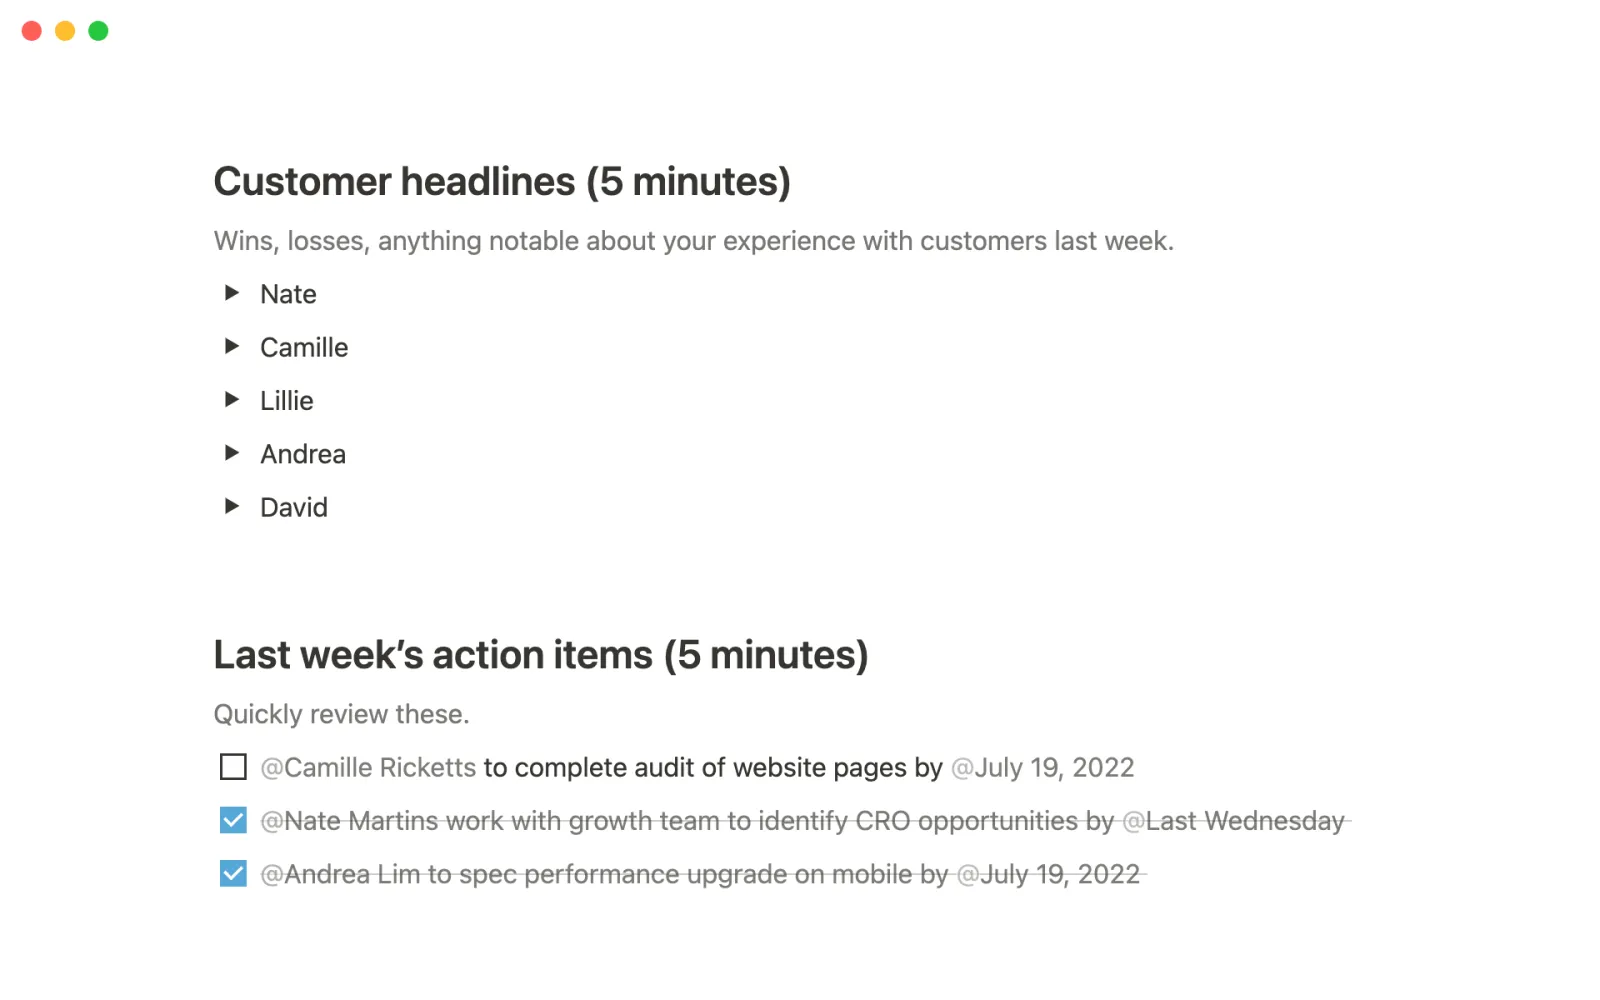 Customer headlines (5 minutes)
Wins, losses, anything notable about your experience with customers last week.
Nate
Camille
Lillie
Andrea
David
Last week’s action items (5 minutes)
Quickly review these.
@Camille Ricketts to complete audit of website pages by @July 19, 2022
@Nate Martins work with growth team to identify CRO opportunities by @Last Wednesday
@Andrea Lim to spec performance upgrade on mobile by @July 19, 2022